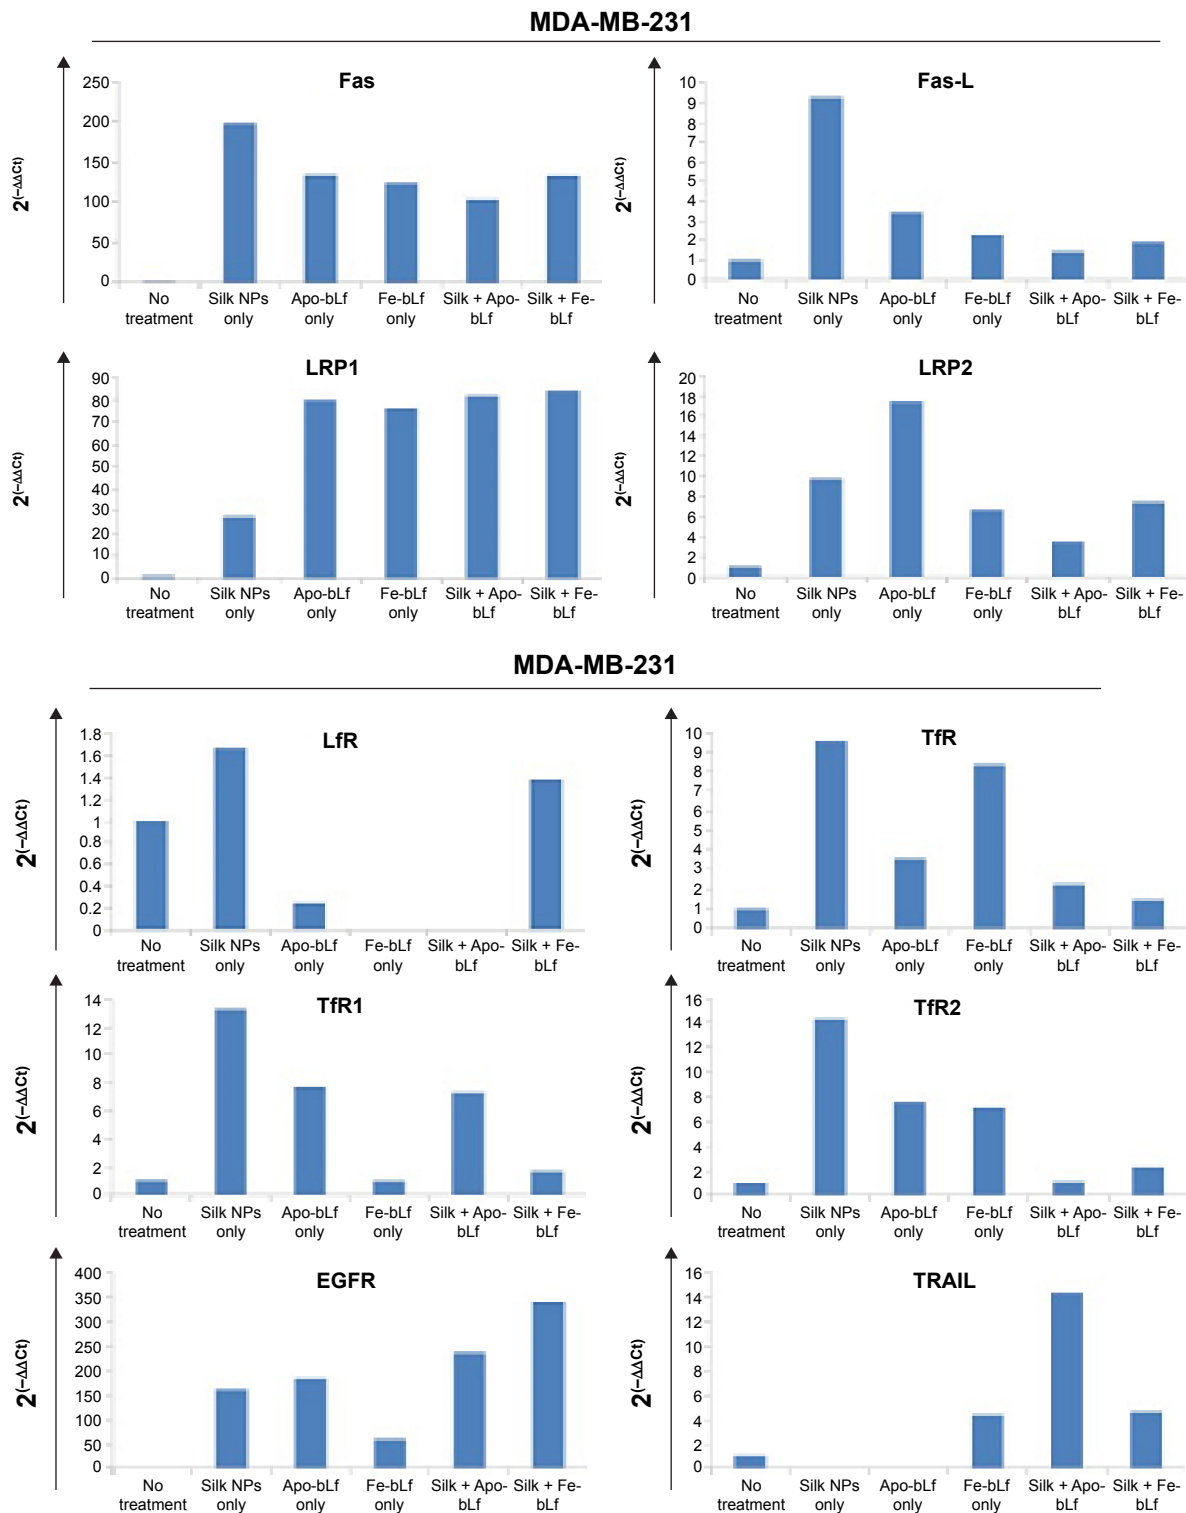 MDA-MB-231
Fas
2(−ΔΔCt)
250
200
150
100
50
0
No treatment
Silk NPs only
Apo-bLf only
Fe-bLf only
Silk + Apo-bLf
Silk + Fe-bLf
Fas-L
2(−ΔΔCt)
10
9
8
7
6
5
4
3
2
1
0
No treatment
Silk NPs only
Apo-bLf only
Fe-bLf only
Silk + Apo-bLf
Silk + Fe-bLf
LRP1
2(−ΔΔCt)
90
80
70
60
50
40
30
20
10
0
No treatment
Silk NPs only
Apo-bLf only
Fe-bLf only
Silk + Apo-bLf
Silk + Fe-bLf
LRP2
2(−ΔΔCt)
20
18
16
14
12
10
8
6
4
2
0
No treatment
Silk NPs only
Apo-bLf only
Fe-bLf only
Silk + Apo-bLf
Silk + Fe-bLf
MDA-MB-231
LfR
2(−ΔΔCt)
1.8
1.6
1.4
1.2
1
0.8
0.6
0.4
0.2
0
No treatment
Silk NPs only
Apo-bLf only
Fe-bLf only
Silk + Apo-bLf
Silk + Fe-bLf
TfR
2(−ΔΔCt)
10
9
8
7
6
5
4
3
2
1
0
No treatment
Silk NPs only
Apo-bLf only
Fe-bLf only
Silk + Apo-bLf
Silk + Fe-bLf
TfR1
2(−ΔΔCt)
14
12
10
8
6
4
2
0
No treatment
Silk NPs only
Apo-bLf only
Fe-bLf only
Silk + Apo-bLf
Silk + Fe-bLf
TfR2
2(−ΔΔCt)
16
14
12
10
8
6
4
2
0
No treatment
Silk NPs only
Apo-bLf only
Fe-bLf only
Silk + Apo-bLf
Silk + Fe-bLf
EGFR
2(−ΔΔCt)
400
350
300
250
200
150
100
50
0
No treatment
Silk NPs only
Apo-bLf only
Fe-bLf only
Silk + Apo-bLf
Silk + Fe-bLf
TRAIL
2(−ΔΔCt)
16
14
12
10
8
6
4
2
0
No treatment
Silk NPs only
Apo-bLf only
Fe-bLf only
Silk + Apo-bLf
Silk + Fe-bLf